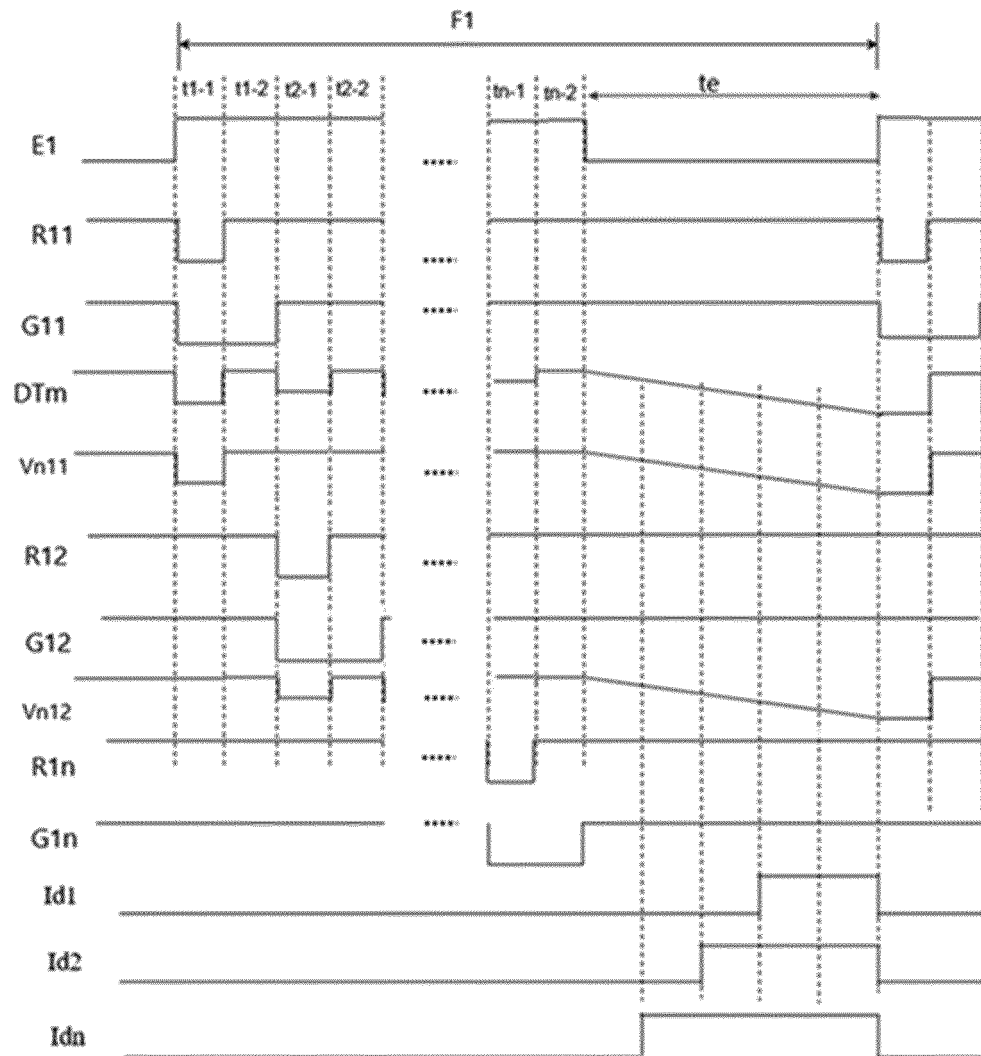 F1
t1-1 t1-2 t2-1 t2-2 tn-1 tn-2 te
E1
R11
G11
DTm
Vn11
R12
G12
Vn12
R1n
G1n
Id1
Id2
Idn